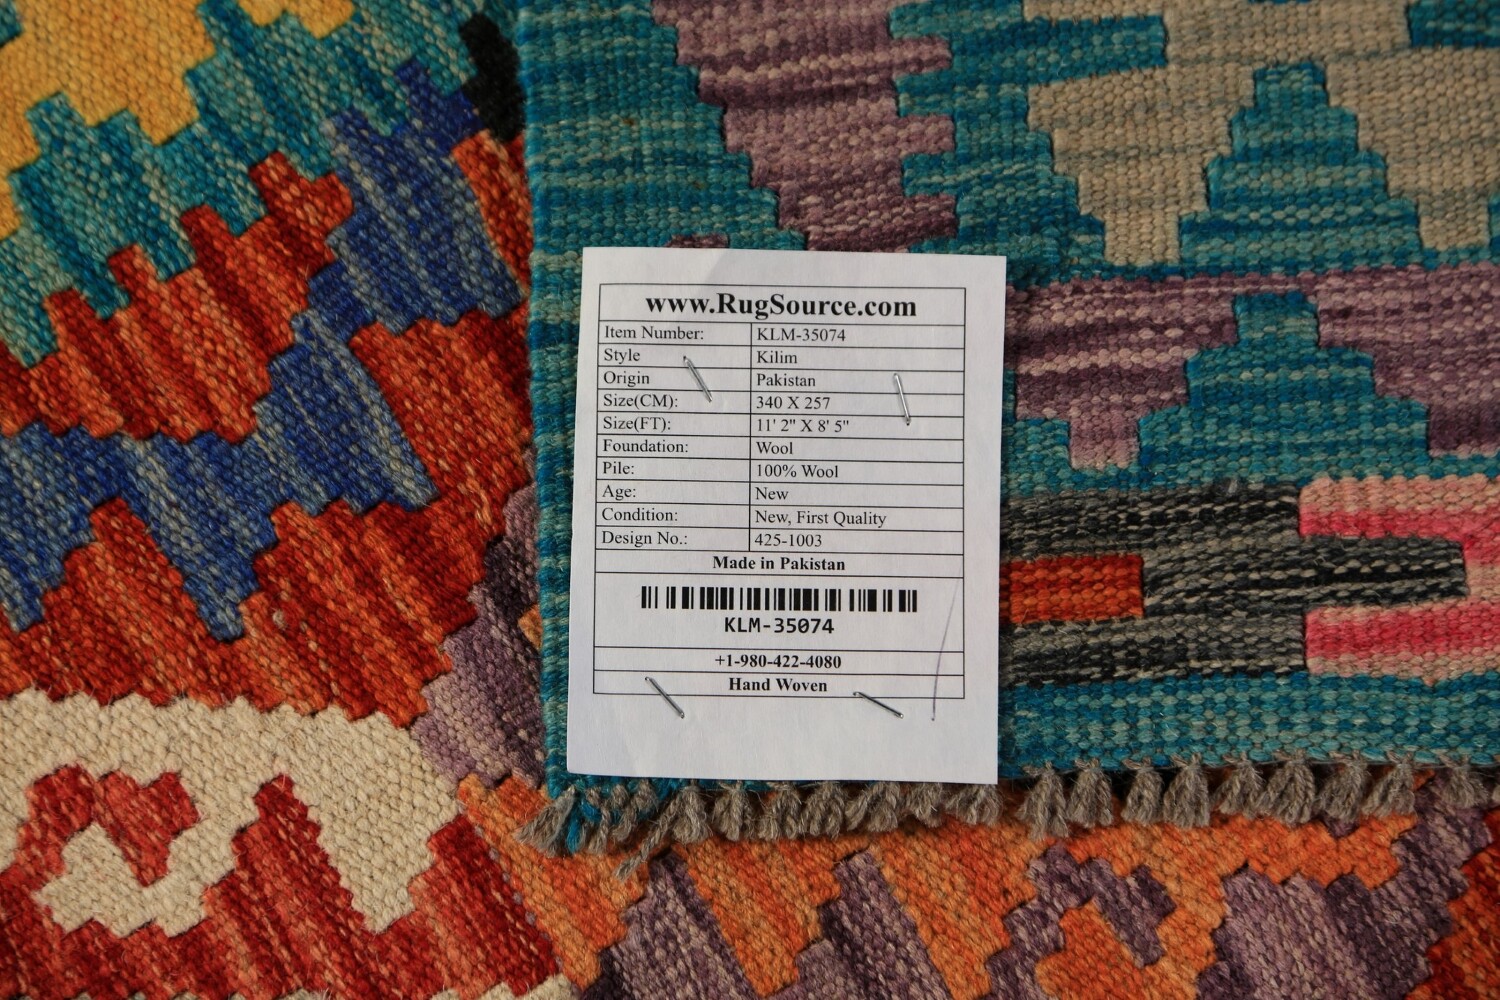 www.RugSource.com
Item Number: KLM-35074
Style Kilim
Origin Pakistan
Size(CM): 340 X 257
Size(FT): 11' 2" X 8' 5"
Foundation: Wool
Pile: 100% Wool
Age: New
Condition: New, First Quality
Design No.: 425-1003
Made in Pakistan
KLM-35074
+1-980-422-4080
Hand Woven